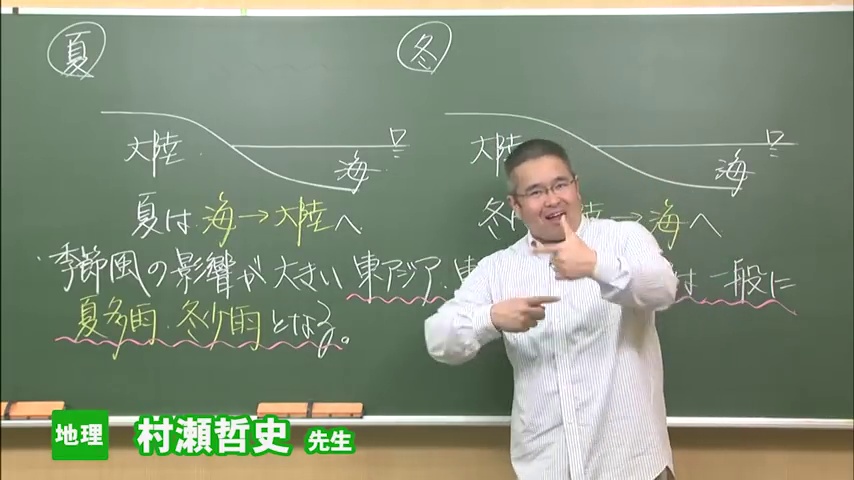 夏
冬
大陸
海
大陸
海
夏は 海→大陸へ
冬 陸→海へ
・季節風の影響が大きい 東アジア・東 は一般に
夏多雨・冬少雨となる。
地理 村瀬哲史 先生